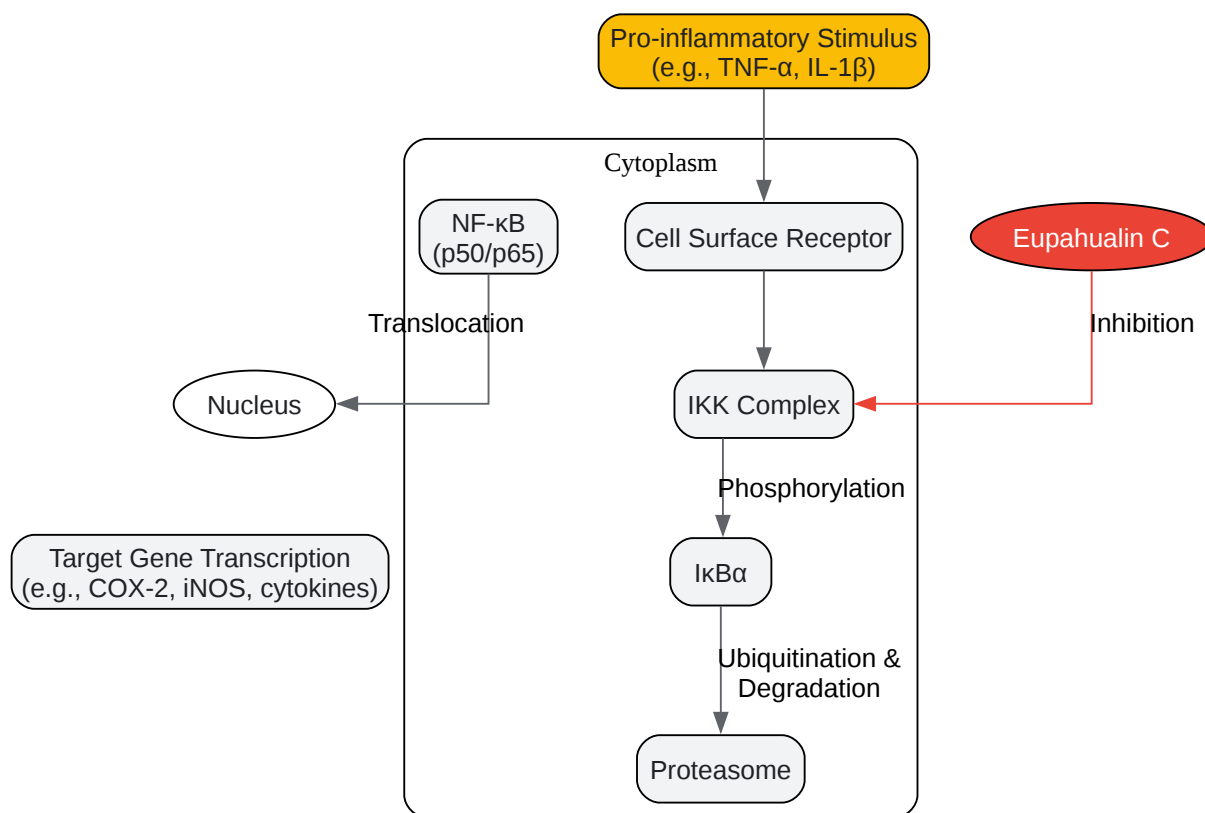 Pro-inflammatory Stimulus
(e.g., TNF-α, IL-1β)
Cytoplasm
NF-κB
(p50/p65)
Cell Surface Receptor
Eupahualin C
Translocation
Inhibition
Nucleus
IKK Complex
Phosphorylation
Target Gene Transcription
(e.g., COX-2, iNOS, cytokines)
IκBα
Ubiquitination &
Degradation
Proteasome